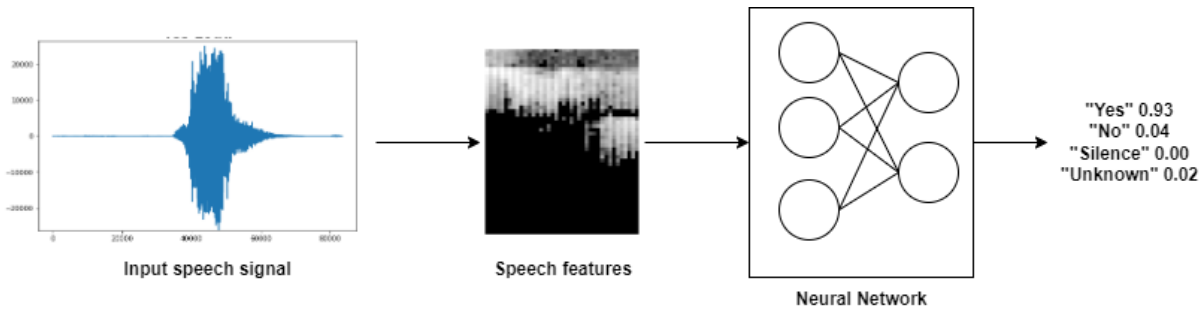 20000
10000
0
-10000
-20000
0 20000 40000 60000 80000
Input speech signal
Speech features
Neural Network
"Yes" 0.93
"No" 0.04
"Silence" 0.00
"Unknown" 0.02